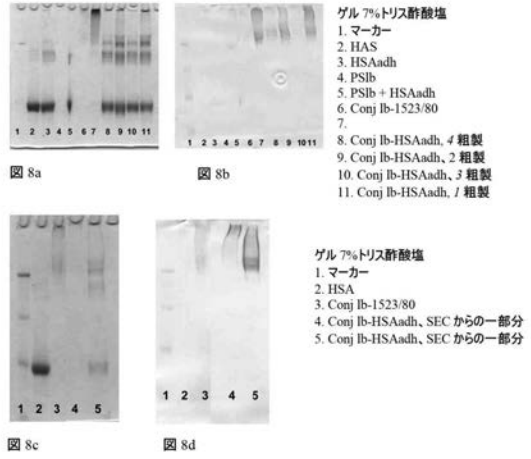 ゲル 7%トリス酢酸塩
1. マーカー
2. HAS
3. HSAadh
4. PSIb
5. PSIb + HSAadh
6. Conj Ib-1523/80
7.
8. Conj Ib-HSAadh, 4 粗製
9. Conj Ib-HSAadh、2 粗製
10. Conj Ib-HSAadh、3 粗製
11. Conj Ib-HSAadh, 1 粗製
1 2 3 4 5 6 7 8 9 10 11
1 2 3 4 5 6 7 8 9 10 11
図 8a
図 8b
ゲル 7%トリス酢酸塩
1. マーカー
2. HSA
3. Conj Ib-1523/80
4. Conj Ib-HSAadh、SEC からの一部分
5. Conj Ib-HSAadh、SEC からの一部分
1 2 3 4 5
1 2 3 4 5
図 8c
図 8d